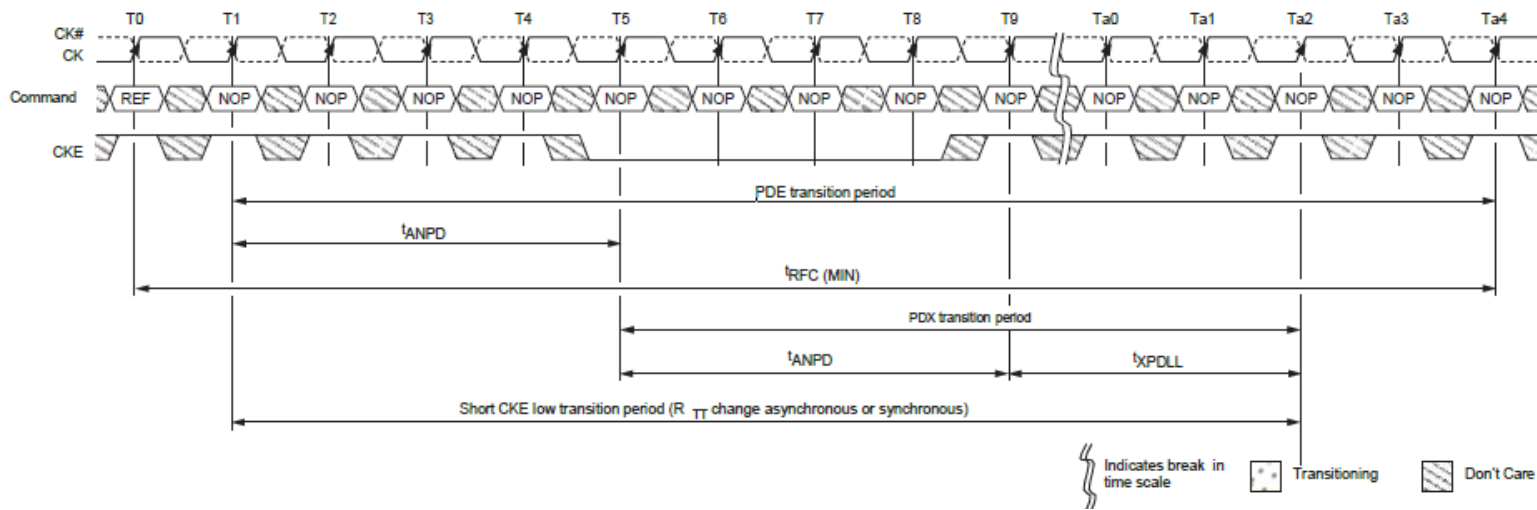 T0 T1 T2 T3 T4 T5 T6 T7 T8 T9 Ta0 Ta1 Ta2 Ta3 Ta4
CK#
CK
Command REF NOP NOP NOP NOP NOP NOP NOP NOP NOP NOP NOP NOP NOP NOP
CKE
PDE transition period
tANPD
tRFC (MIN)
PDX transition period
tANPD tXPDLL
Short CKE low transition period (R TT change asynchronous or synchronous)
Indicates break in
time scale
Transitioning
Don't Care